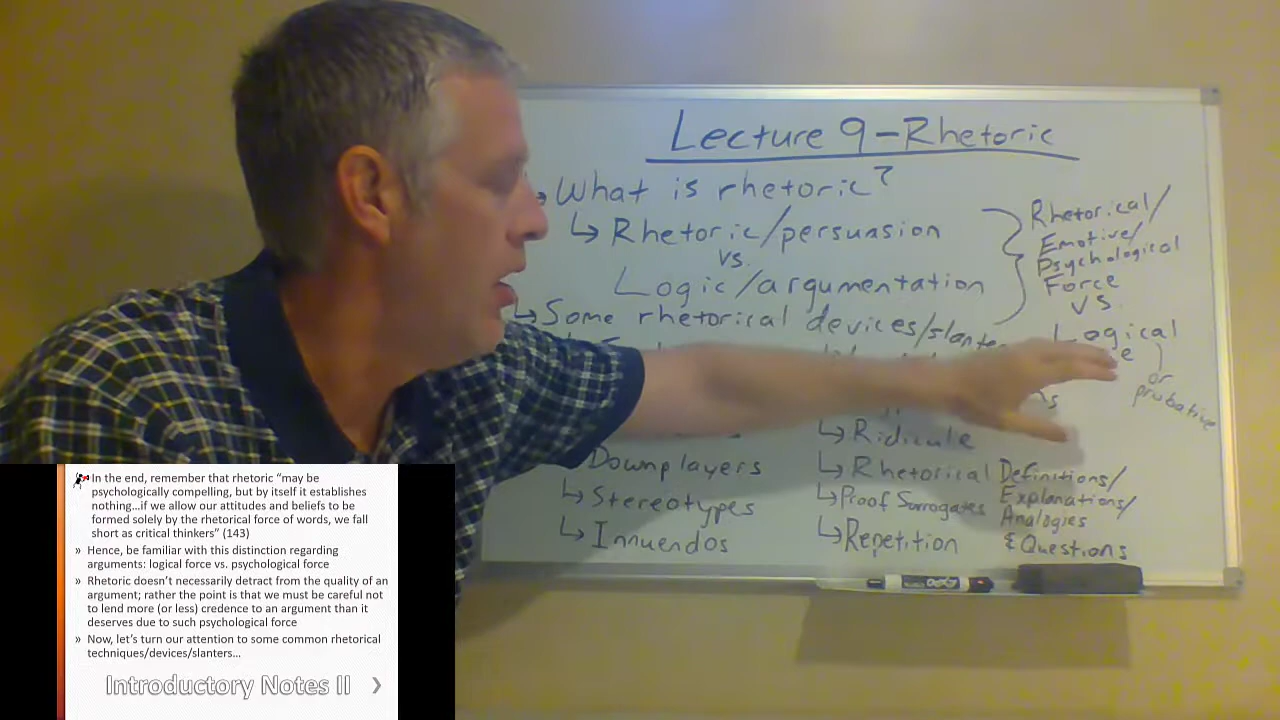 Lecture 9-Rhetoric
What is rhetoric?
↳ Rhetoric/persuasion
vs.
Logic/argumentation
Rhetorical/
Emotive/
Psychological
Force
vs.
Logical
or
probative
↳ Some rhetorical devices/slanter
Downplayers
↳ Stereotypes
↳ Innuendos
↳ Ridicule
↳ Rhetorical Definitions/
Explanations/
Analogies
& Questions
↳ Proof Surrogates
↳ Repetition
EXPO
In the end, remember that rhetoric “may be
psychologically compelling, but by itself it establishes
nothing…if we allow our attitudes and beliefs to be
formed solely by the rhetorical force of words, we fall
short as critical thinkers” (143)
» Hence, be familiar with this distinction regarding
arguments: logical force vs. psychological force
» Rhetoric doesn’t necessarily detract from the quality of an
argument; rather the point is that we must be careful not
to lend more (or less) credence to an argument than it
deserves due to such psychological force
» Now, let’s turn our attention to some common rhetorical
techniques/devices/slanters…
Introductory Notes II